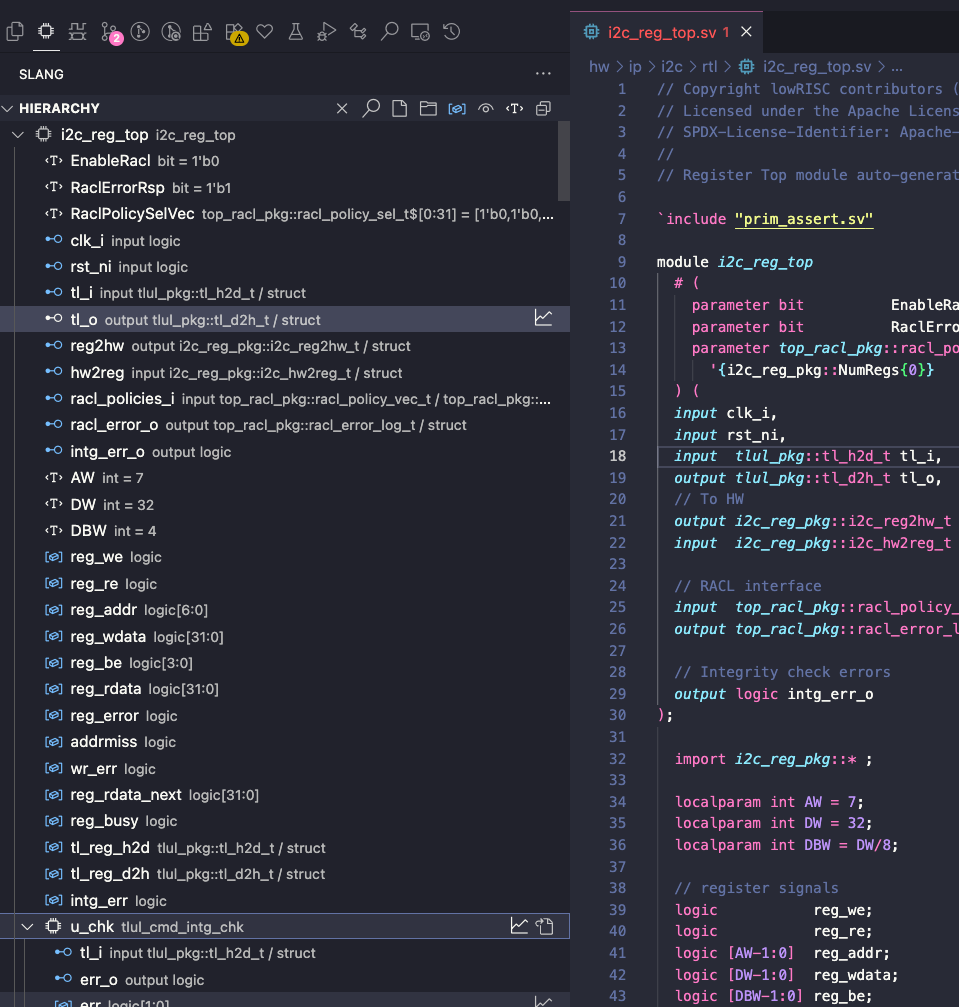 2
SLANG
HIERARCHY
i2c_reg_top i2c_reg_top
<T> EnableRacl bit = 1'b0
<T> RaclErrorRsp bit = 1'b1
<T> RaclPolicySelVec top_racl_pkg::racl_policy_sel_t$[0:31] = [1'b0,1'b0,...
clk_i input logic
rst_ni input logic
tl_i input tlul_pkg::tl_h2d_t / struct
tl_o output tlul_pkg::tl_d2h_t / struct
reg2hw output i2c_reg_pkg::i2c_reg2hw_t / struct
hw2reg input i2c_reg_pkg::i2c_hw2reg_t / struct
racl_policies_i input top_racl_pkg::racl_policy_vec_t / top_racl_pkg::...
racl_error_o output top_racl_pkg::racl_error_log_t / struct
intg_err_o output logic
<T> AW int = 7
<T> DW int = 32
<T> DBW int = 4
reg_we logic
reg_re logic
reg_addr logic[6:0]
reg_wdata logic[31:0]
reg_be logic[3:0]
reg_rdata logic[31:0]
reg_error logic
addrmiss logic
wr_err logic
reg_rdata_next logic[31:0]
reg_busy logic
tl_reg_h2d tlul_pkg::tl_h2d_t / struct
tl_reg_d2h tlul_pkg::tl_d2h_t / struct
intg_err logic
u_chk tlul_cmd_intg_chk
tl_i input tlul_pkg::tl_h2d_t / struct
err_o output logic
err logic[1:0]
i2c_reg_top.sv 1
hw > ip > i2c > rtl > i2c_reg_top.sv > ...
1 // Copyright lowRISC contributors (
2 // Licensed under the Apache Licens
3 // SPDX-License-Identifier: Apache-
4 //
5 // Register Top module auto-generat
6
7 `include "prim_assert.sv"
8
9 module i2c_reg_top
10 # (
11 parameter bit EnableRa
12 parameter bit RaclErro
13 parameter top_racl_pkg::racl_po
14 '{i2c_reg_pkg::NumRegs{0}}
15 ) (
16 input clk_i,
17 input rst_ni,
18 input tlul_pkg::tl_h2d_t tl_i,
19 output tlul_pkg::tl_d2h_t tl_o,
20 // To HW
21 output i2c_reg_pkg::i2c_reg2hw_t
22 input i2c_reg_pkg::i2c_hw2reg_t
23
24 // RACL interface
25 input top_racl_pkg::racl_policy_
26 output top_racl_pkg::racl_error_l
27
28 // Integrity check errors
29 output logic intg_err_o
30 );
31
32 import i2c_reg_pkg::* ;
33
34 localparam int AW = 7;
35 localparam int DW = 32;
36 localparam int DBW = DW/8;
37
38 // register signals
39 logic reg_we;
40 logic reg_re;
41 logic [AW-1:0] reg_addr;
42 logic [DW-1:0] reg_wdata;
43 logic [DBW-1:0] reg_be;